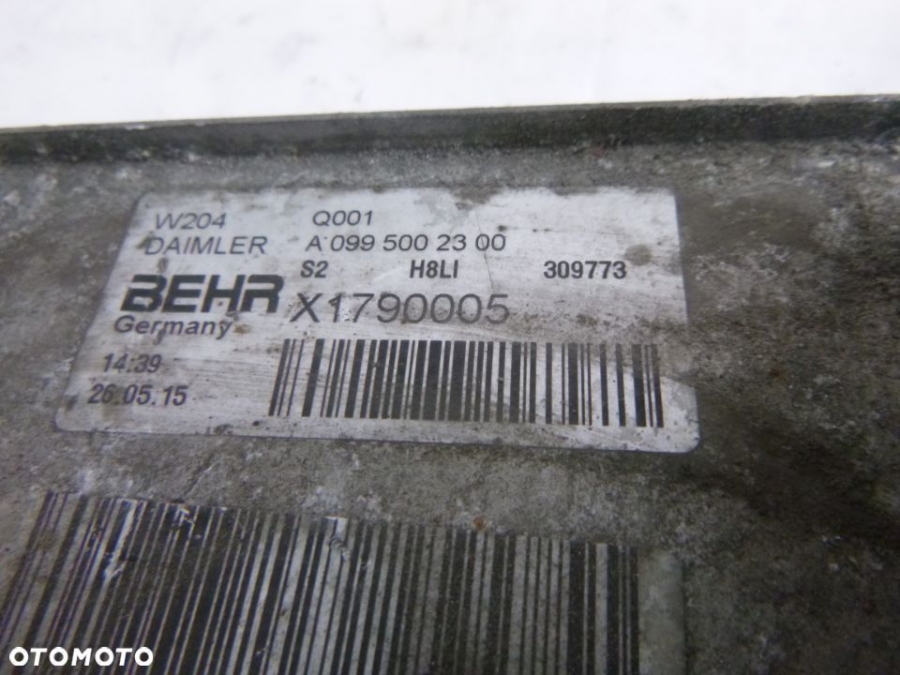 W204 Q001
DAIMLER A 099 500 23 00
S2 H8LI 309773
BEHR X1790005
Germany
14:39
26.05.15
OTOMOTO